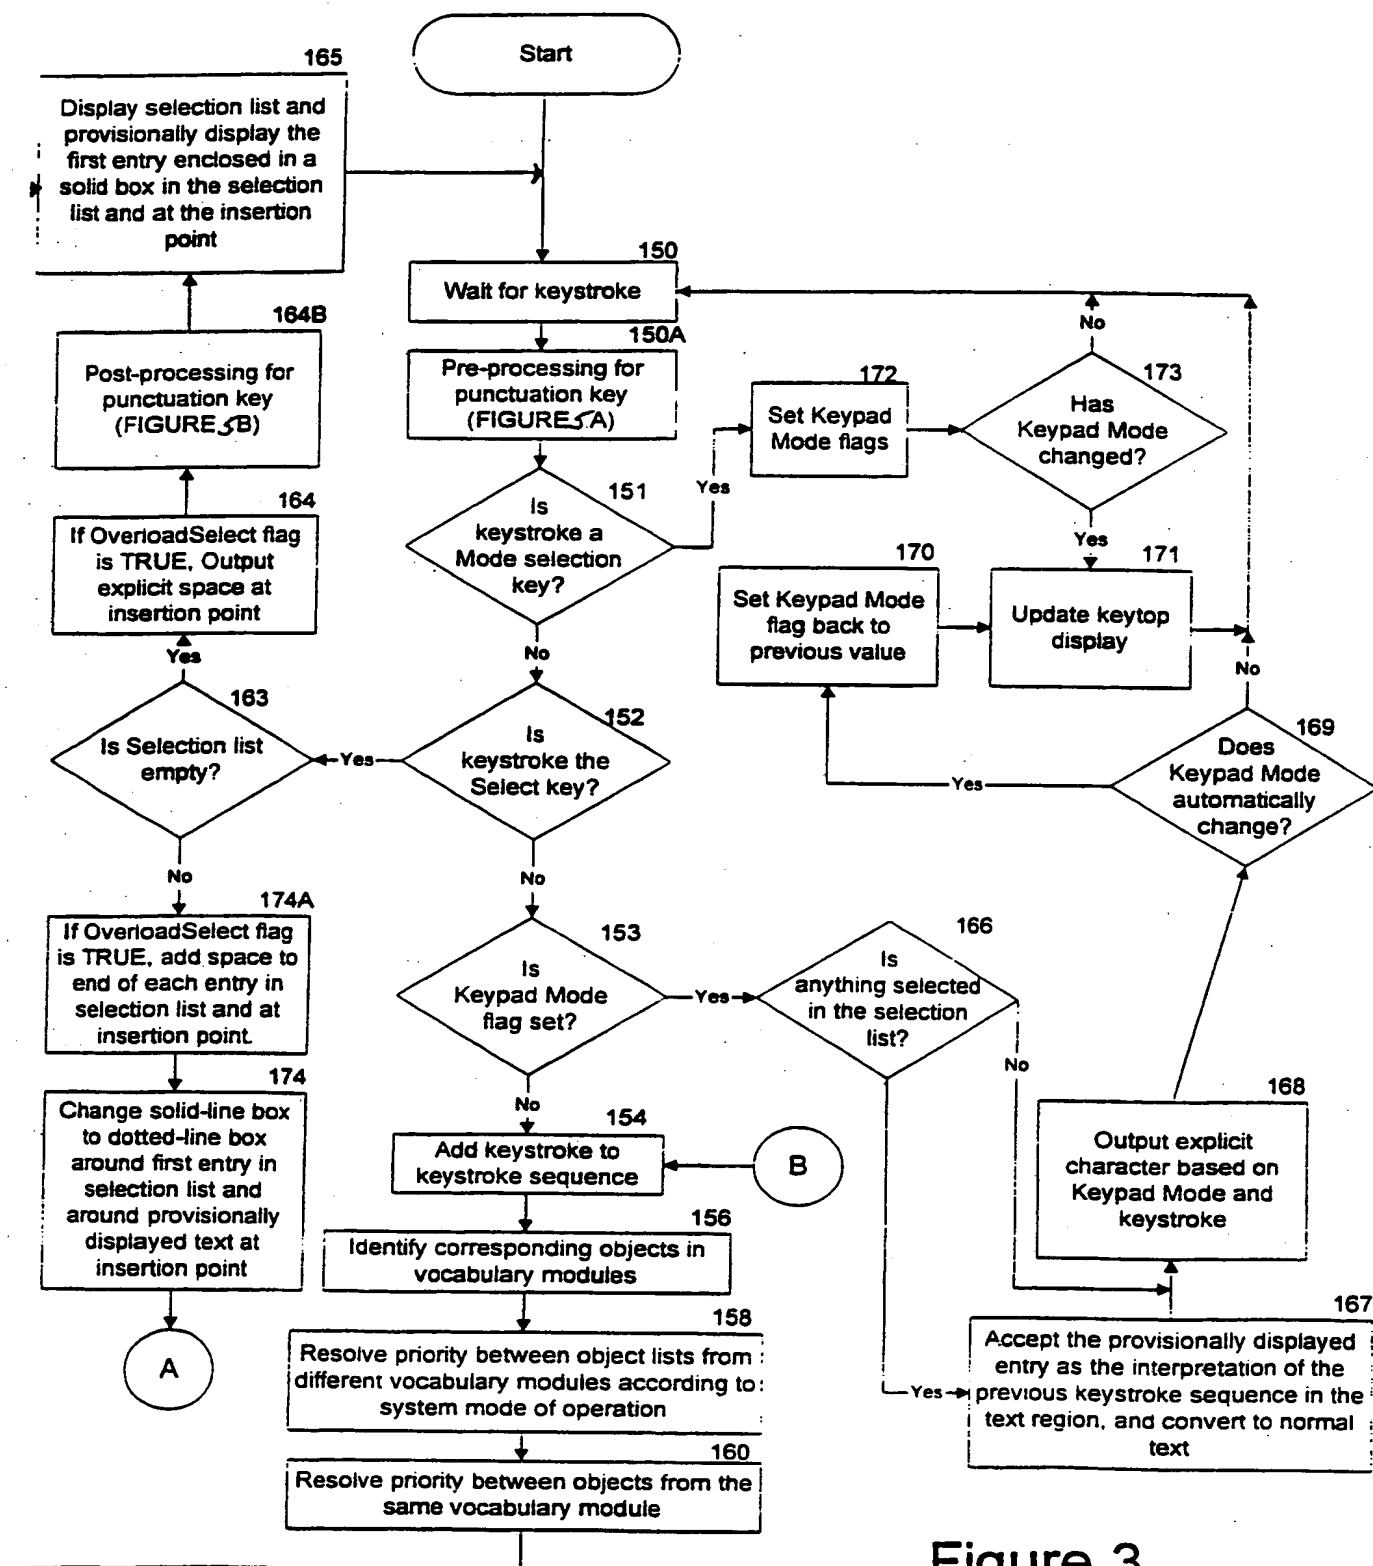 Start
165
Display selection list and
provisionally display the
first entry enclosed in a
solid box in the selection
list and at the insertion
point
150
Wait for keystroke
164B
Post-processing for
punctuation key
(FIGURE 5B)
150A
Pre-processing for
punctuation key
(FIGURE 5A)
172
Set Keypad
Mode flags
No
173
Has
Keypad Mode
changed?
Yes
164
If OverloadSelect flag
is TRUE, Output
explicit space at
insertion point
151
Is
keystroke a
Mode selection
key?
Yes
No
170
Set Keypad Mode
flag back to
previous value
171
Update keytop
display
No
Yes
163
Is Selection list
empty?
Yes
152
Is
keystroke the
Select key?
169
Does
Keypad Mode
automatically
change?
Yes
No
No
174A
If OverloadSelect flag
is TRUE, add space to
end of each entry in
selection list and at
insertion point.
153
Is
Keypad Mode
flag set?
Yes
166
Is
anything selected
in the selection
list?
No
174
Change solid-line box
to dotted-line box
around first entry in
selection list and
around provisionally
displayed text at
insertion point
A
No
154
Add keystroke to
keystroke sequence
B
168
Output explicit
character based on
Keypad Mode and
keystroke
156
Identify corresponding objects in
vocabulary modules
158
Resolve priority between object lists from
different vocabulary modules according to
system mode of operation
Yes
167
Accept the provisionally displayed
entry as the interpretation of the
previous keystroke sequence in the
text region, and convert to normal
text
160
Resolve priority between objects from the
same vocabulary module
Figure 3